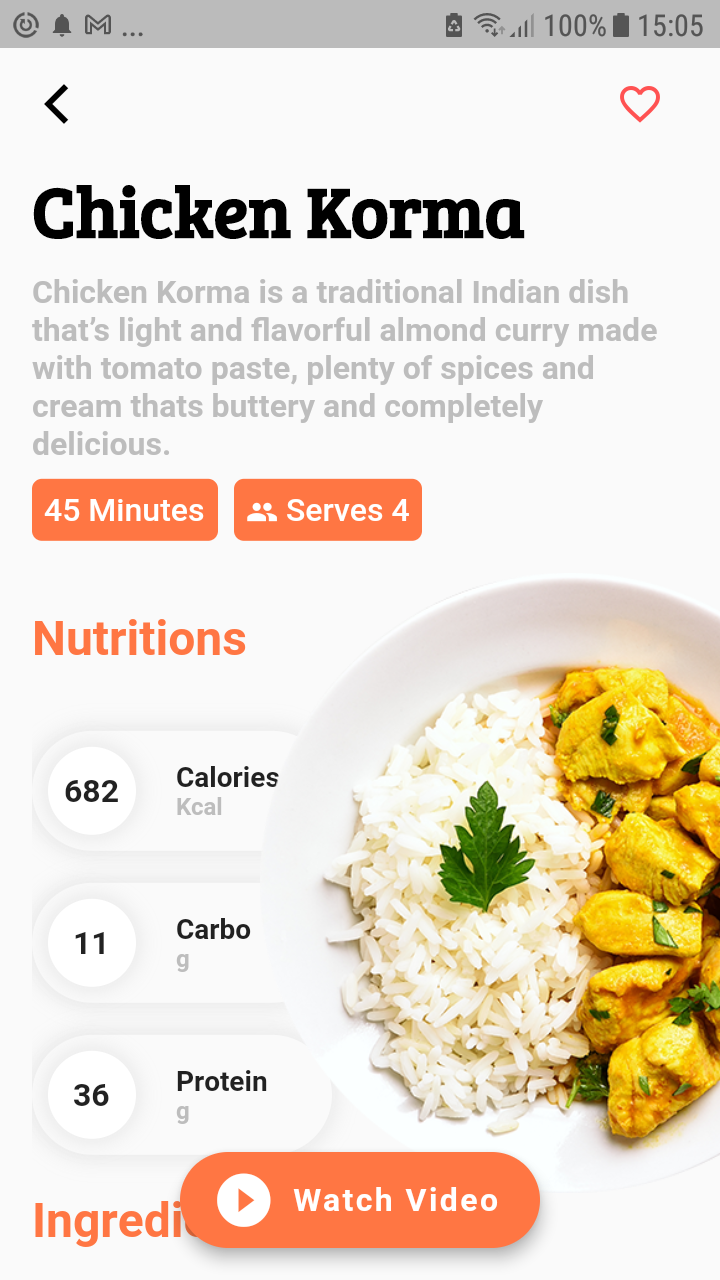 ... 100% 15:05
Chicken Korma
Chicken Korma is a traditional Indian dish
that’s light and flavorful almond curry made
with tomato paste, plenty of spices and
cream thats buttery and completely
delicious.
45 Minutes Serves 4
Nutritions
682 Calories
Kcal
11 Carbo
g
36 Protein
g
Watch Video